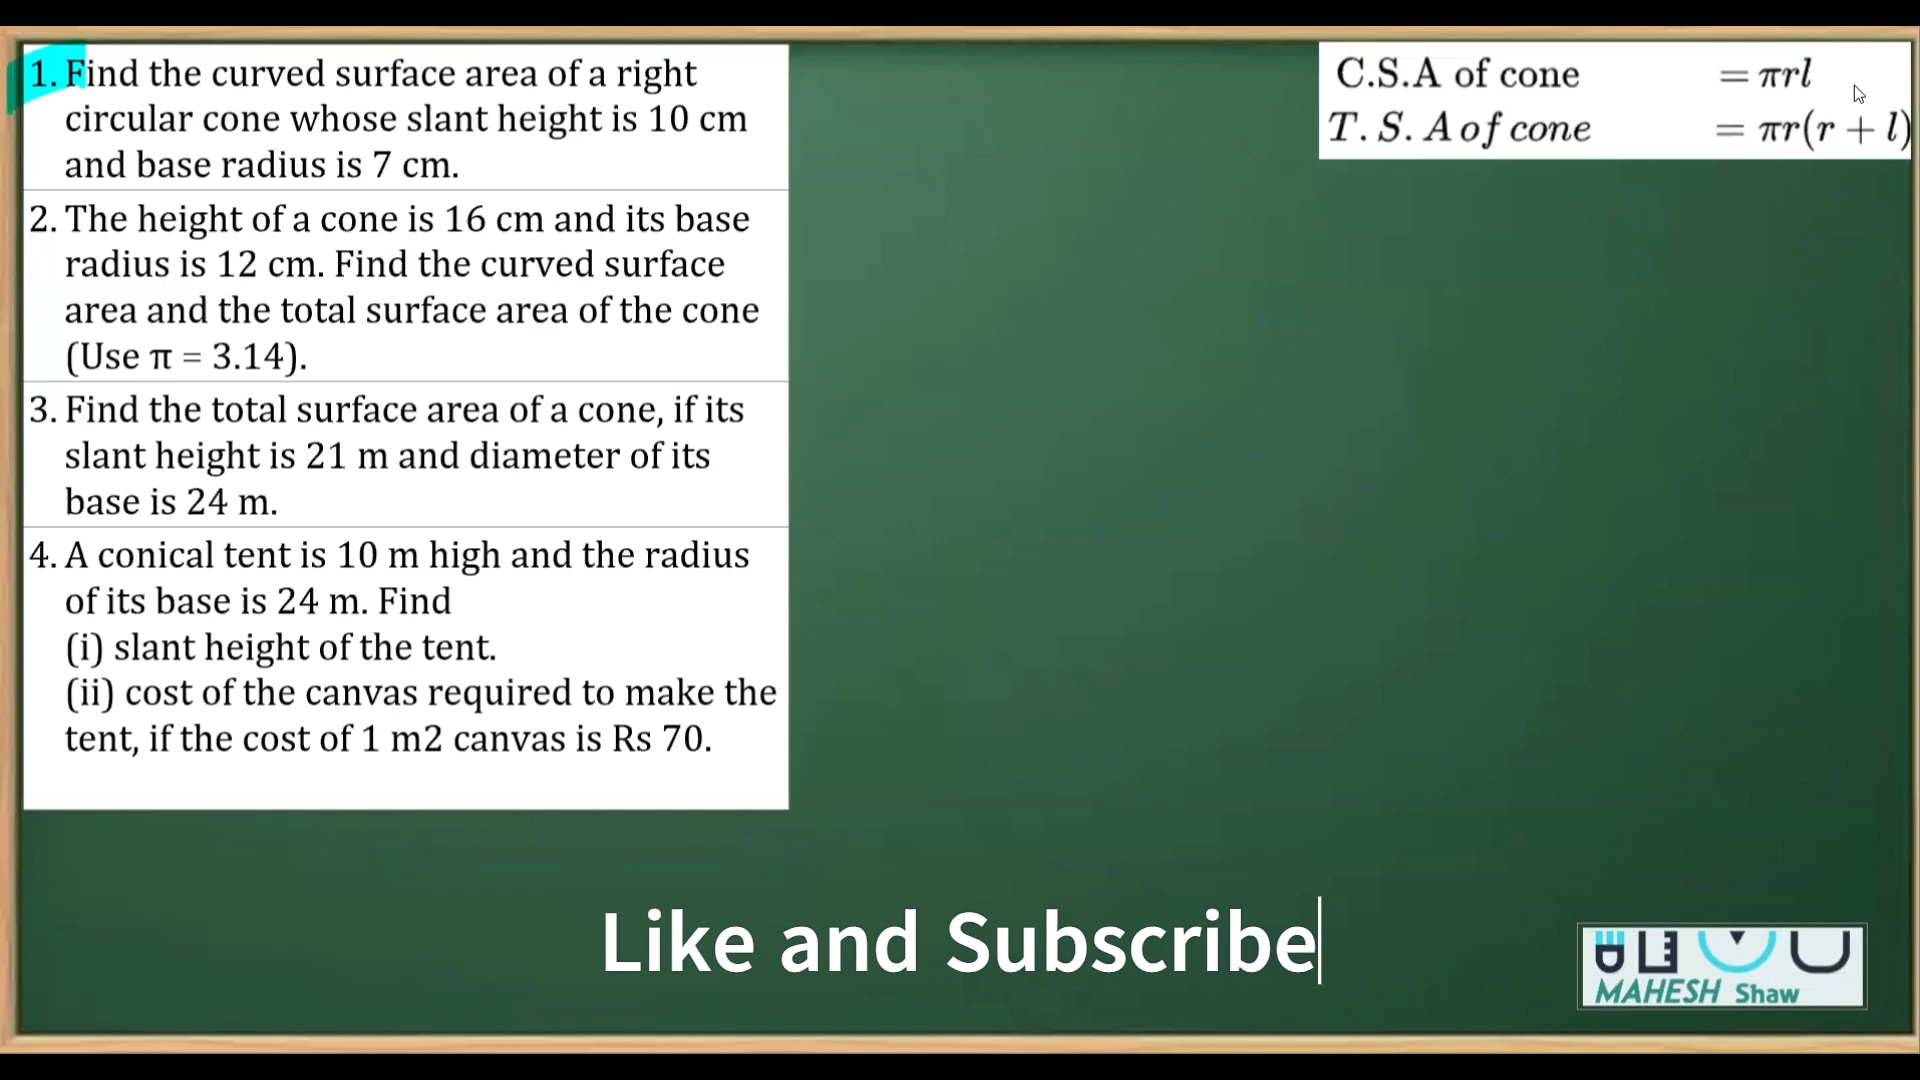 1. Find the curved surface area of a right
circular cone whose slant height is 10 cm
and base radius is 7 cm.
2. The height of a cone is 16 cm and its base
radius is 12 cm. Find the curved surface
area and the total surface area of the cone
(Use π = 3.14).
3. Find the total surface area of a cone, if its
slant height is 21 m and diameter of its
base is 24 m.
4. A conical tent is 10 m high and the radius
of its base is 24 m. Find
(i) slant height of the tent.
(ii) cost of the canvas required to make the
tent, if the cost of 1 m2 canvas is Rs 70.
C.S.A of cone = πrl
T. S. A of cone = πr(r + l)
Like and Subscribe
MAHESH Shaw